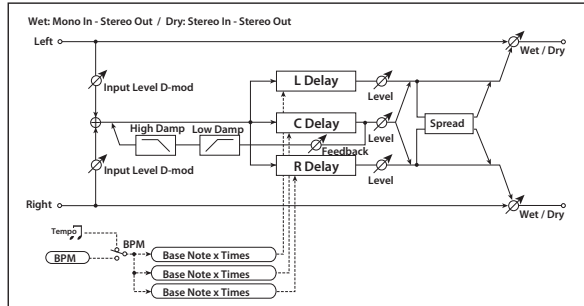 Wet: Mono In - Stereo Out / Dry: Stereo In - Stereo Out
Left
Wet / Dry
Input Level D-mod
L Delay
Level
High Damp
Low Damp
C Delay
Level
Spread
Feedback
Input Level D-mod
R Delay
Level
Right
Wet / Dry
Tempo
BPM
BPM
Base Note x Times
Base Note x Times
Base Note x Times